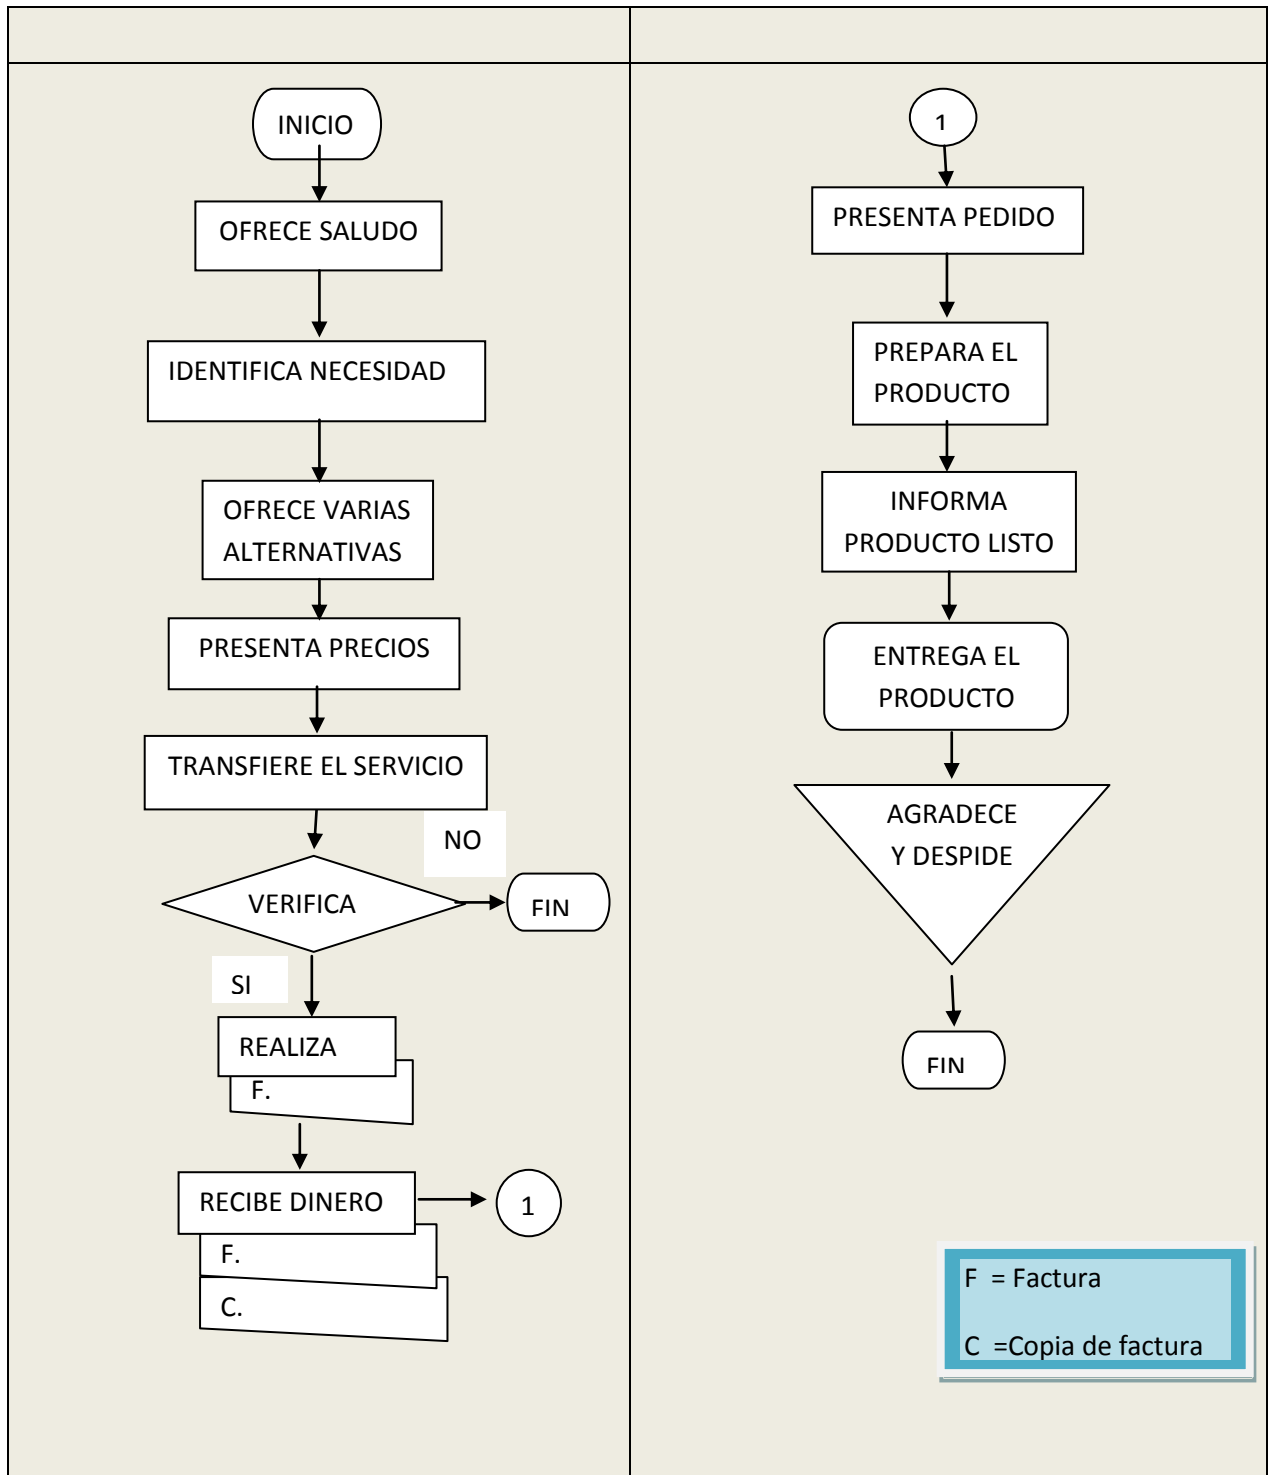 INICIO
OFRECE SALUDO
IDENTIFICA NECESIDAD
OFRECE VARIAS
ALTERNATIVAS
PRESENTA PRECIOS
TRANSFIERE EL SERVICIO
NO
VERIFICA
FIN
SI
REALIZA
F.
RECIBE DINERO
1
F.
C.
1
PRESENTA PEDIDO
PREPARA EL
PRODUCTO
INFORMA
PRODUCTO LISTO
ENTREGA EL
PRODUCTO
AGRADECE
Y DESPIDE
FIN
F = Factura
C =Copia de factura